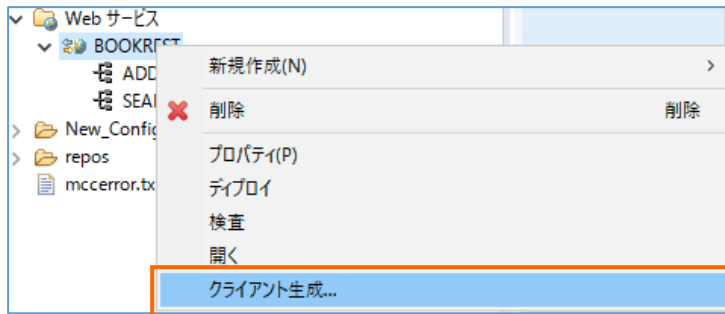 Web サービス
BOOKREST
ADD
SEA
New_Config
repos
mccerror.tx
新規作成(N)
削除 削除
プロパティ(P)
ディプロイ
検査
開く
クライアント生成...